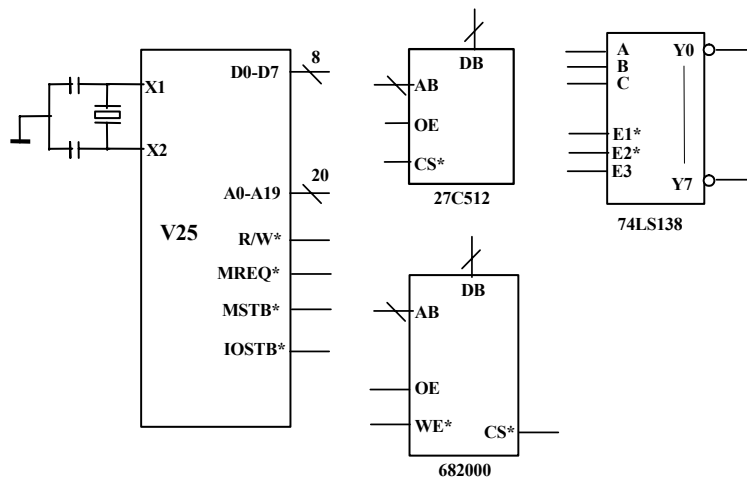 X1
X2
D0-D7
8
A0-A19
20
V25
R/W*
MREQ*
MSTB*
IOSTB*
DB
AB
OE
CS*
27C512
DB
AB
OE
WE*
CS*
682000
A
B
C
E1*
E2*
E3
Y0
Y7
74LS138